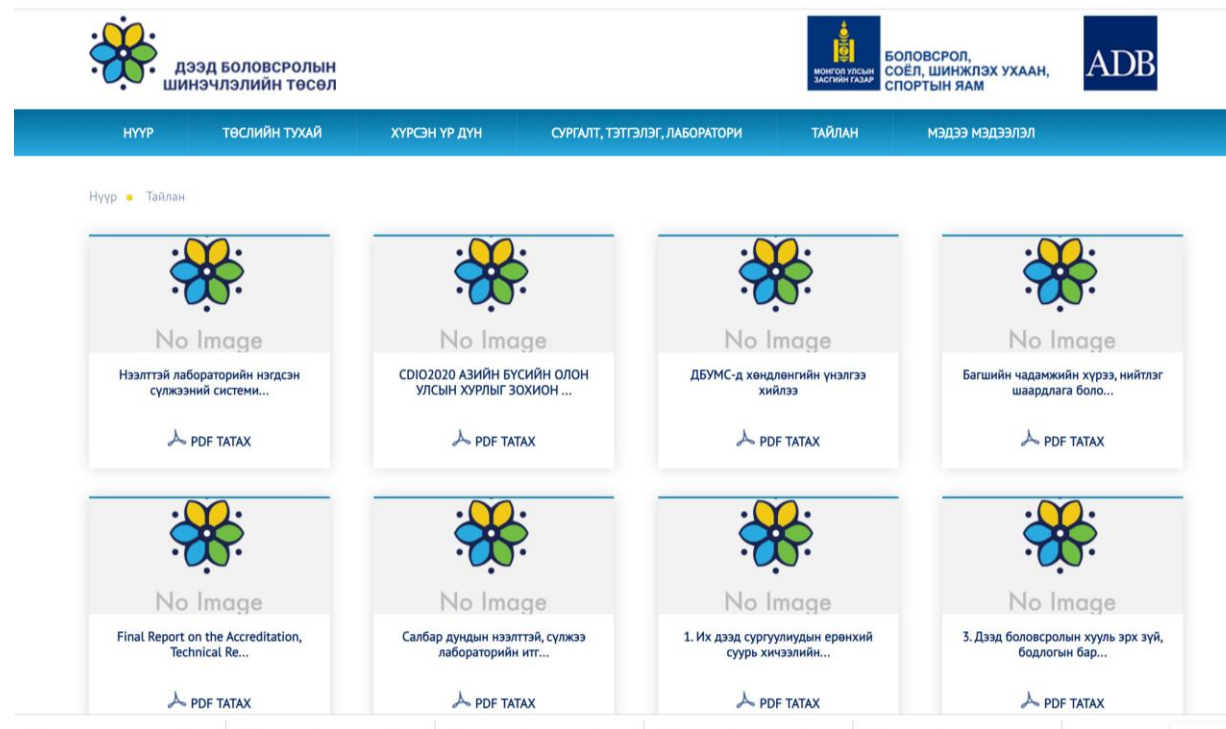 ДЭЭД БОЛОВСРОЛЫН
ШИНЭЧЛЭЛИЙН ТӨСӨЛ
МОНГОЛ УЛСЫН
ЗАСГИЙН ГАЗАР
БОЛОВСРОЛ,
СОЁЛ, ШИНЖЛЭХ УХААН,
СПОРТЫН ЯАМ
ADB
НҮҮР ТӨСЛИЙН ТУХАЙ ХҮРСЭН ҮР ДҮН СУРГАЛТ, ТЭТГЭЛЭГ, ЛАБОРАТОРИ ТАЙЛАН МЭДЭЭ МЭДЭЭЛЭЛ
Нүүр Тайлан
No Image
Нээлттэй лабораторийн нэгдсэн
сүлжээний системи...
PDF ТАТАХ
No Image
CDIO2020 АЗИЙН БҮСИЙН ОЛОН
УЛСЫН ХУРЛЫГ ЗОХИОН ...
PDF ТАТАХ
No Image
ДБУМС-д хөндлөнгийн үнэлгээ
хийлээ
PDF ТАТАХ
No Image
Багшийн чадамжийн хүрээ, нийтлэг
шаардлага боло...
PDF ТАТАХ
No Image
Final Report on the Accreditation,
Technical Re...
PDF ТАТАХ
No Image
Салбар дундын нээлттэй, сүлжээ
лабораторийн итг...
PDF ТАТАХ
No Image
1. Их дээд сургуулиудын ерөнхий
суурь хичээлийн...
PDF ТАТАХ
No Image
3. Дээд боловсролын хууль эрх зүй,
бодлогын бар...
PDF ТАТАХ